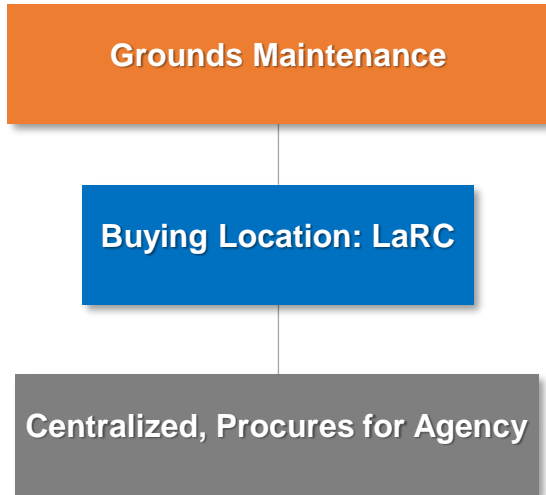 Grounds Maintenance
Buying Location: LaRC
Centralized, Procures for Agency